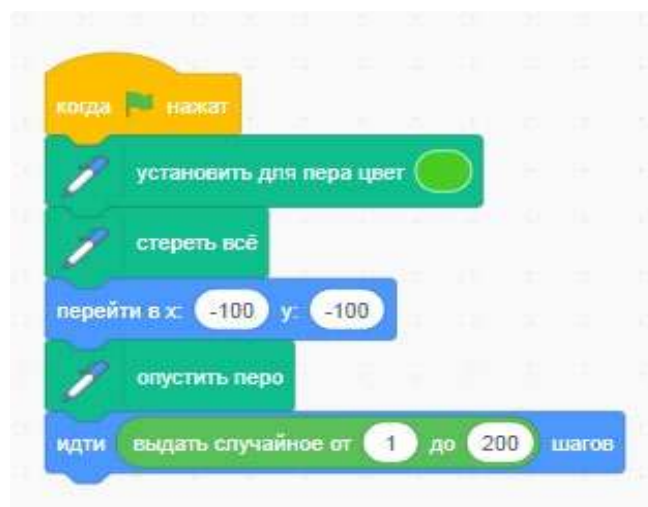 когда нажат
установить для пера цвет
стереть всё
перейти в x: -100 y: -100
опустить перо
идти выдать случайное от 1 до 200 шагов